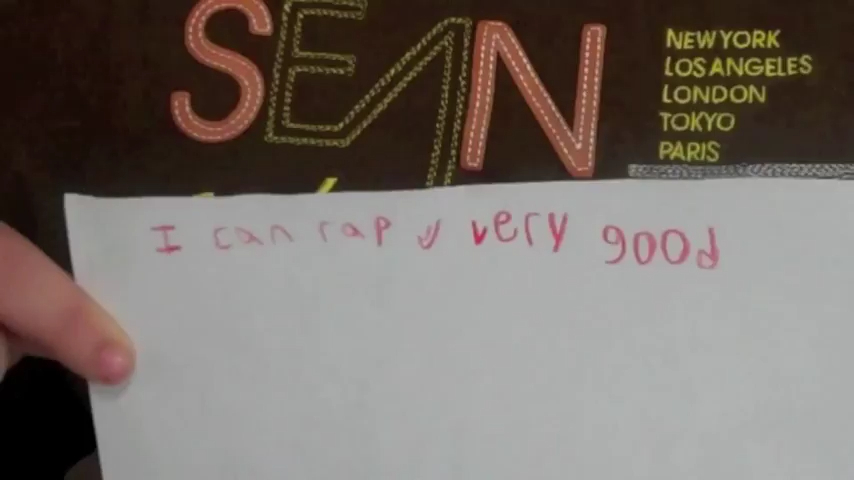 SEAN
NEW YORK
LOS ANGELES
LONDON
TOKYO
PARIS
I can rap very good